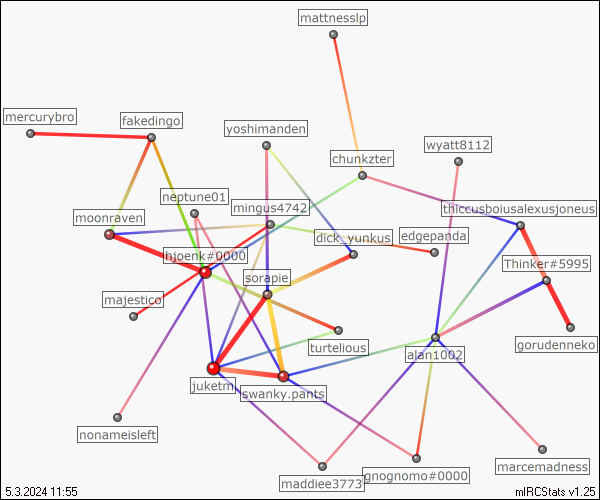 mattnesslp
mercurybro
fakedingo
yoshimanden
wyatt8112
chunkzter
neptune01
mingus4742
thiccusboiusalexusjoneus
moonraven
dick_yunkus
edgepanda
hjoenk#0000
Thinker#5995
sorapie
majestico
turtelious
gorudenneko
alan1002
juketm
swanky.pants
nonameisleft
marcemadness
gnognomo#0000
maddiee3773
5.3.2024 11:55
mIRCStats v1.25